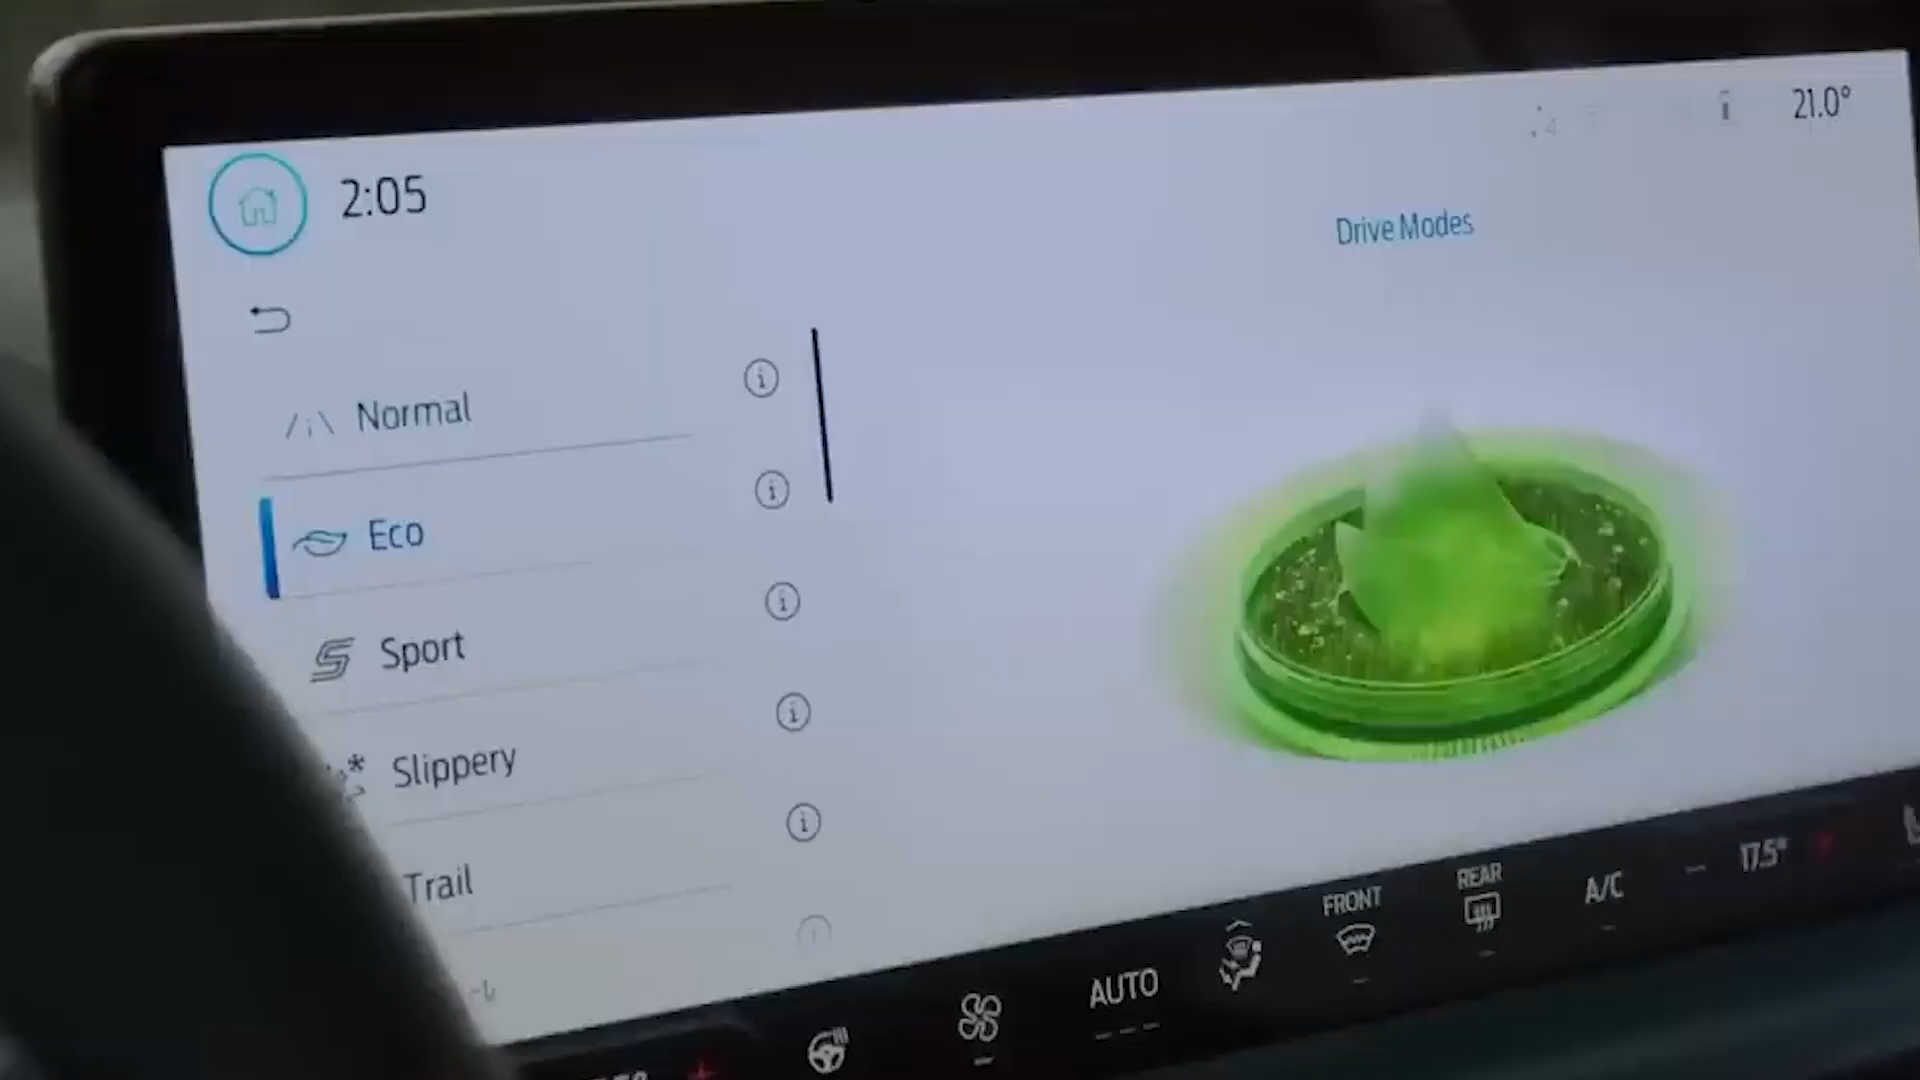 2:05
21.0°
Drive Modes
Normal
Eco
Sport
Slippery
Trail
AUTO
FRONT
REAR
A/C
17.5°